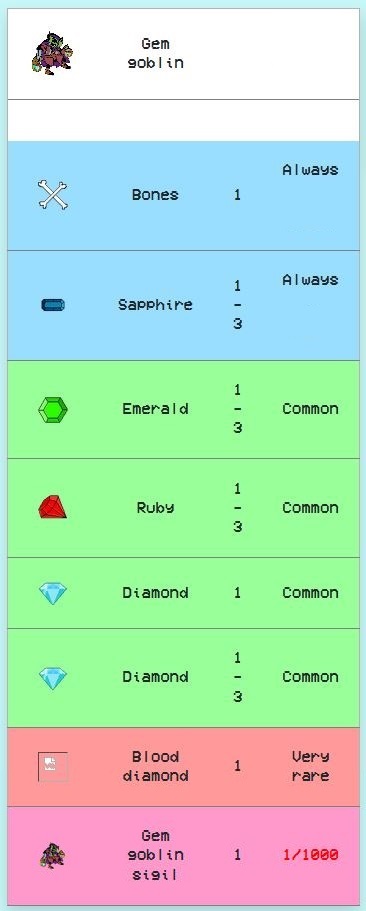 Gem
goblin
Always
Bones 1
Always
Sapphire 1
-
3
Emerald 1
-
3 Common
Ruby 1
-
3 Common
Diamond 1 Common
Diamond 1
-
3 Common
Blood
diamond 1 Very
rare
Gem
goblin
sigil 1 1/1000